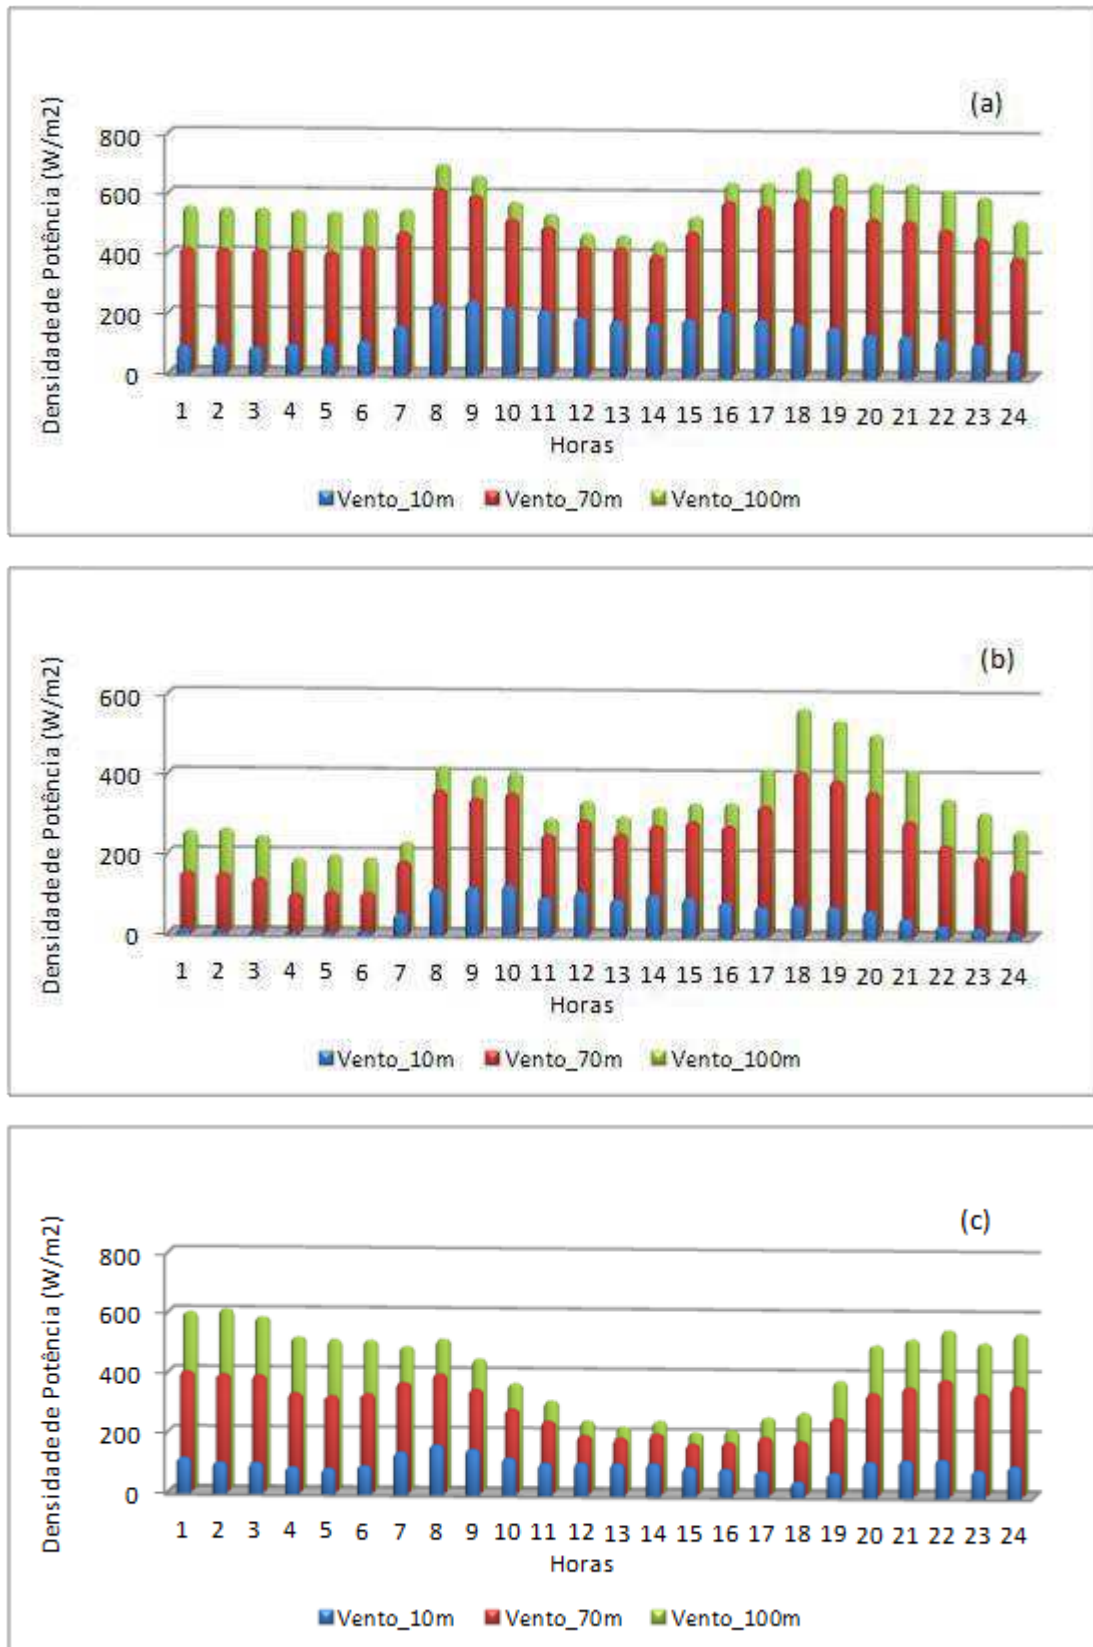 (a)
Densidade de Potência (W/m2)
800
600
400
200
0
1 2 3 4 5 6 7 8 9 10 11 12 13 14 15 16 17 18 19 20 21 22 23 24
Horas
Vento_10m Vento_70m Vento_100m
(b)
Densidade de Potência (W/m2)
600
400
200
0
1 2 3 4 5 6 7 8 9 10 11 12 13 14 15 16 17 18 19 20 21 22 23 24
Horas
Vento_10m Vento_70m Vento_100m
(c)
Densidade de Potência (W/m2)
800
600
400
200
0
1 2 3 4 5 6 7 8 9 10 11 12 13 14 15 16 17 18 19 20 21 22 23 24
Horas
Vento_10m Vento_70m Vento_100m